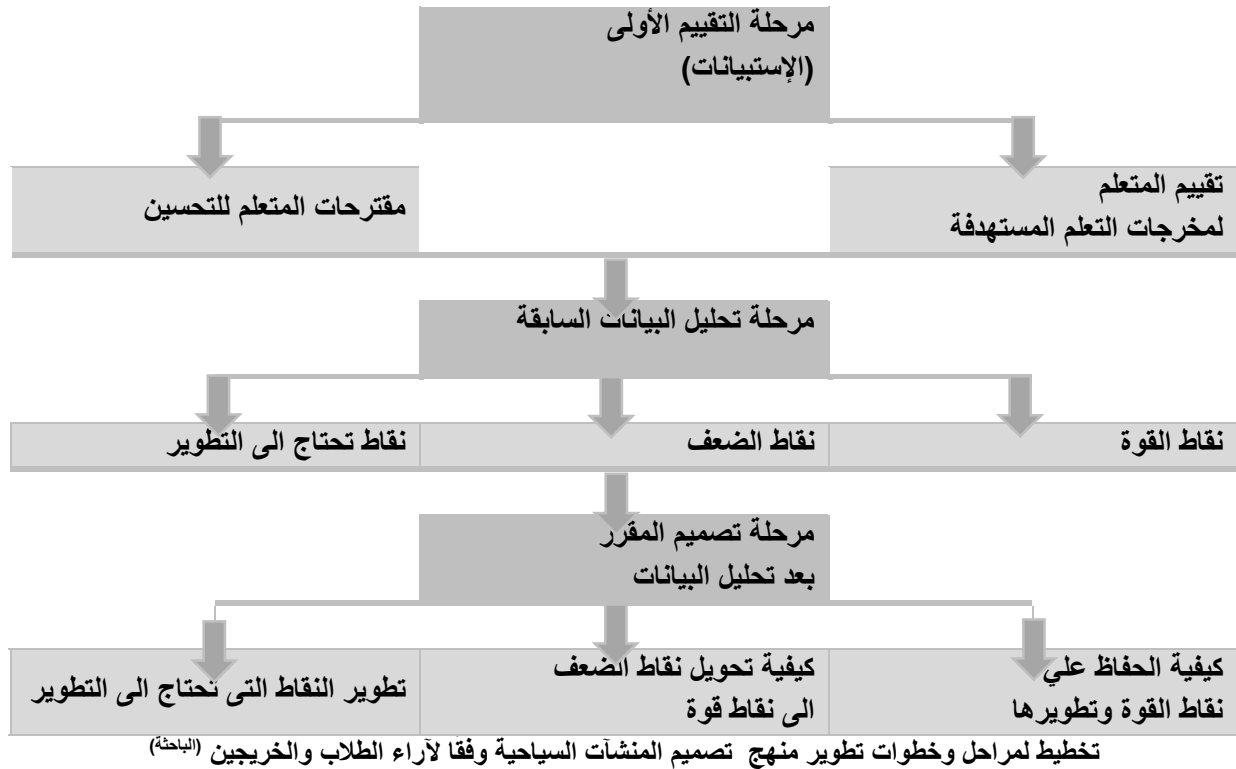 مرحلة التقييم الأولى
(الإستبيانات)
تقييم المتعلم
لمخرجات التعلم المستهدفة
مقترحات المتعلم للتحسين
مرحلة تحليل البيانات السابقة
نقاط القوة
نقاط الضعف
نقاط تحتاج الى التطوير
مرحلة تصميم المقرر
بعد تحليل البيانات
كيفية الحفاظ علي
نقاط القوة وتطويرها
كيفية تحويل نقاط الضعف
الى نقاط قوة
تطوير النقاط التى تحتاج الى التطوير
تخطيط لمراحل وخطوات تطوير منهج تصميم المنشآت السياحية وفقًا لآراء الطلاب والخريجين (الباحثة)